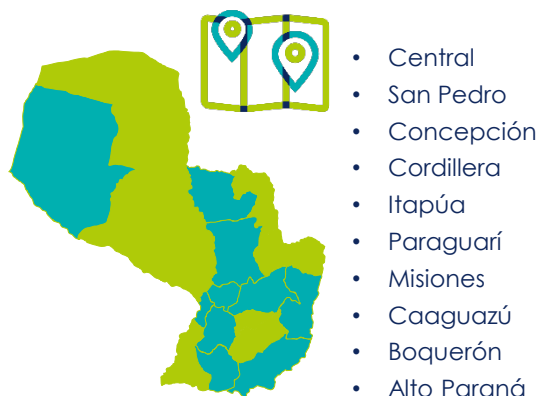 • Central
• San Pedro
• Concepción
• Cordillera
• Itapúa
• Paraguarí
• Misiones
• Caaguazú
• Boquerón
• Alto Paraná